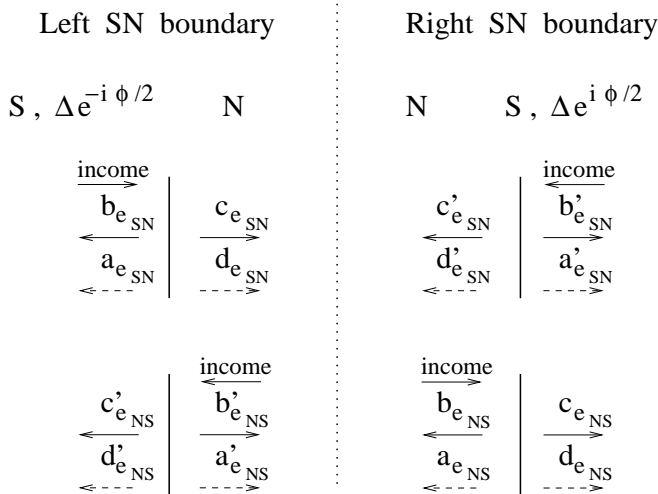 Left SN boundary Right SN boundary
S , Δe^{-i ϕ/2} N N S , Δe^{i ϕ/2}
income income
b_{e_{SN}} c_{e_{SN}} c'_{e_{SN}} b'_{e_{SN}}
a_{e_{SN}} d_{e_{SN}} d'_{e_{SN}} a'_{e_{SN}}
income income
c'_{e_{NS}} b'_{e_{NS}} b_{e_{NS}} c_{e_{NS}}
d'_{e_{NS}} a'_{e_{NS}} a_{e_{NS}} d_{e_{NS}}